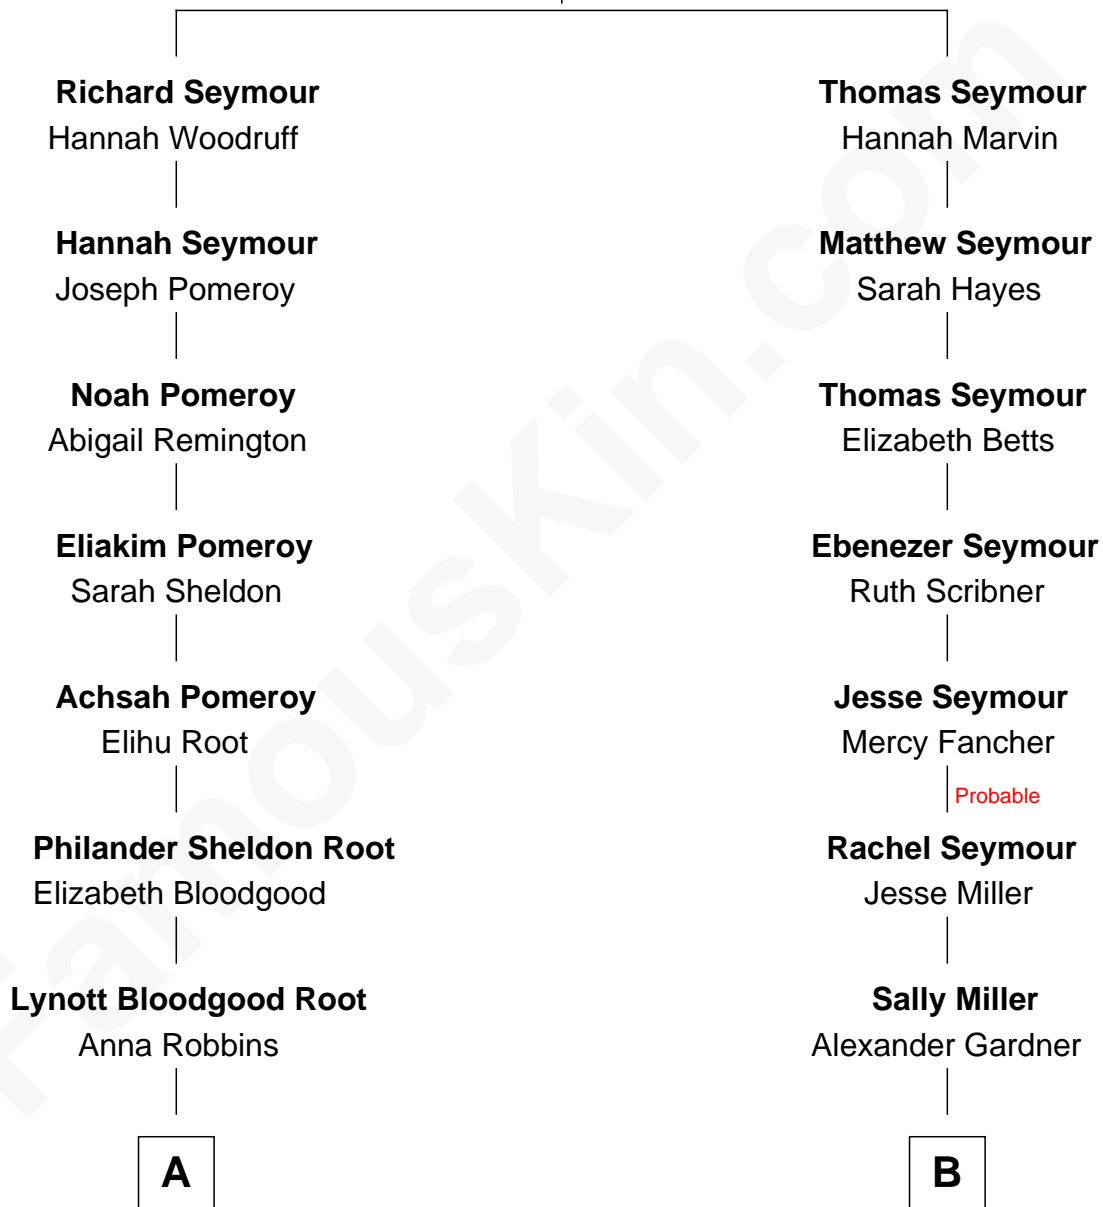 Richard Seymour
Hannah Woodruff
Hannah Seymour
Joseph Pomeroy
Noah Pomeroy
Abigail Remington
Eliakim Pomeroy
Sarah Sheldon
Achsah Pomeroy
Elihu Root
Philander Sheldon Root
Elizabeth Bloodgood
Lynott Bloodgood Root
Anna Robbins
A
Thomas Seymour
Hannah Marvin
Matthew Seymour
Sarah Hayes
Thomas Seymour
Elizabeth Betts
Ebenezer Seymour
Ruth Scribner
Jesse Seymour
Mercy Fancher
Probable
Rachel Seymour
Jesse Miller
Sally Miller
Alexander Gardner
B
FamousKin.com